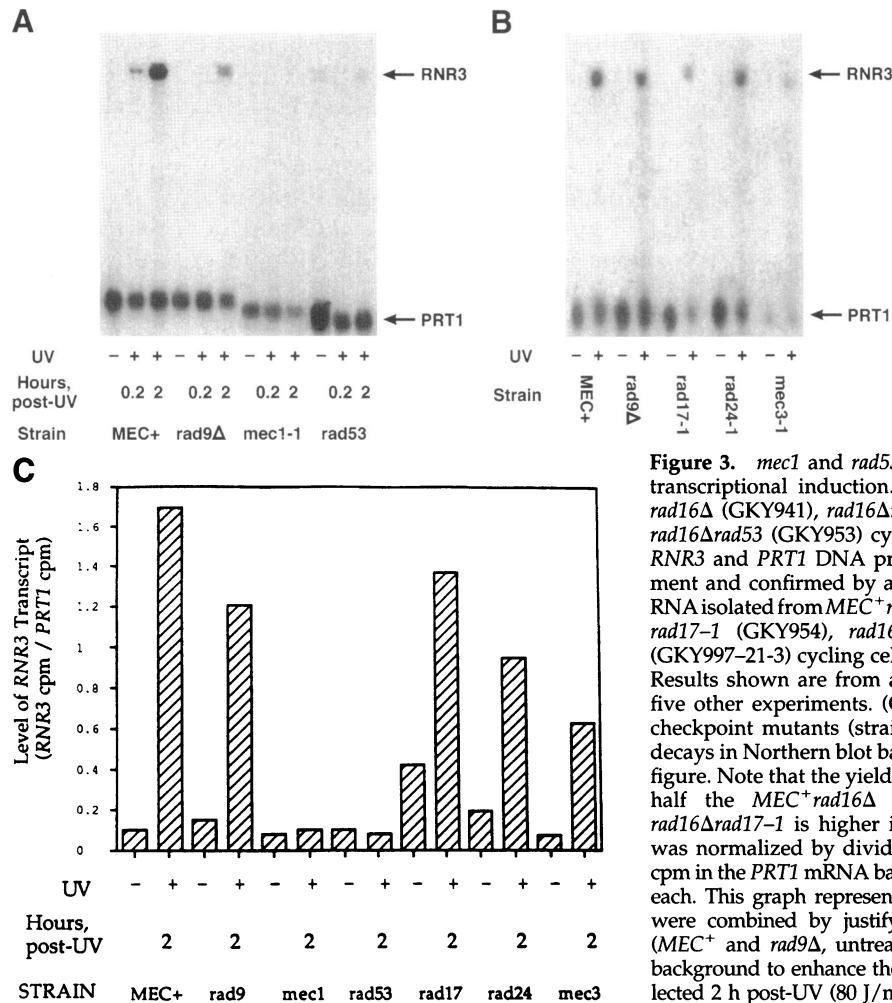 A
RNR3
PRT1
UV − + + − + + − + + − + +
Hours, post-UV 0.2 2 0.2 2 0.2 2 0.2 2
Strain MEC+ rad9Δ mec1-1 rad53
B
RNR3
PRT1
UV − + − + − + − + − +
Strain MEC+ rad9Δ rad17-1 rad24-1 mec3-1
C
Level of RNR3 Transcript
(RNR3 cpm / PRT1 cpm)
1.8
1.6
1.4
1.2
1
0.8
0.6
0.4
0.2
0
UV − + − + − + − + − + − + − +
Hours, post-UV 2 2 2 2 2 2 2
STRAIN MEC+ rad9 mec1 rad53 rad17 rad24 mec3
Figure 3. mec1 and rad5
transcriptional induction.
rad16Δ (GKY941), rad16Δ
rad16Δrad53 (GKY953) cy
RNR3 and PRT1 DNA pr
ment and confirmed by a
RNA isolated from MEC+
rad17–1 (GKY954), rad16
(GKY997–21-3) cycling cel
Results shown are from a
five other experiments. (
checkpoint mutants (strai
decays in Northern blot ba
figure. Note that the yield
half the MEC+rad16Δ
rad16Δrad17–1 is higher i
was normalized by divid
cpm in the PRT1 mRNA ba
each. This graph represen
were combined by justify
(MEC+ and rad9Δ, untrea
background to enhance the
lected 2 h post-UV (80 J/